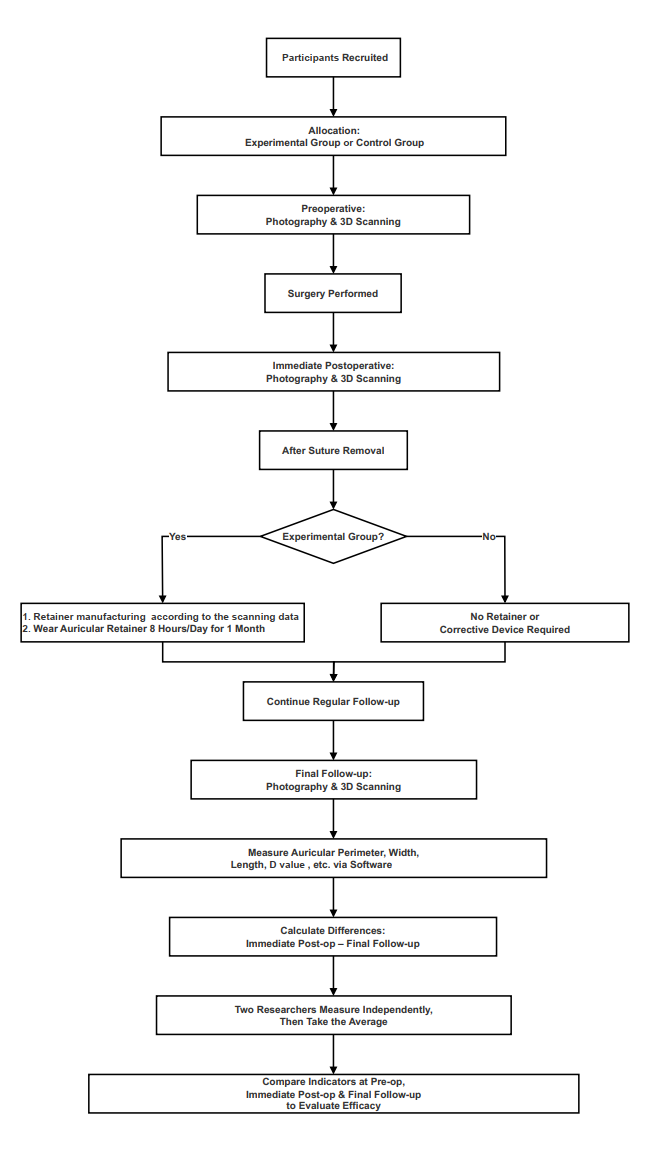 Participants Recruited
Allocation:
Experimental Group or Control Group
Preoperative:
Photography & 3D Scanning
Surgery Performed
Immediate Postoperative:
Photography & 3D Scanning
After Suture Removal
Experimental Group?
Yes
No
1. Retainer manufacturing according to the scanning data
2. Wear Auricular Retainer 8 Hours/Day for 1 Month
No Retainer or
Corrective Device Required
Continue Regular Follow-up
Final Follow-up:
Photography & 3D Scanning
Measure Auricular Perimeter, Width,
Length, D value , etc. via Software
Calculate Differences:
Immediate Post-op – Final Follow-up
Two Researchers Measure Independently,
Then Take the Average
Compare Indicators at Pre-op,
Immediate Post-op & Final Follow-up
to Evaluate Efficacy